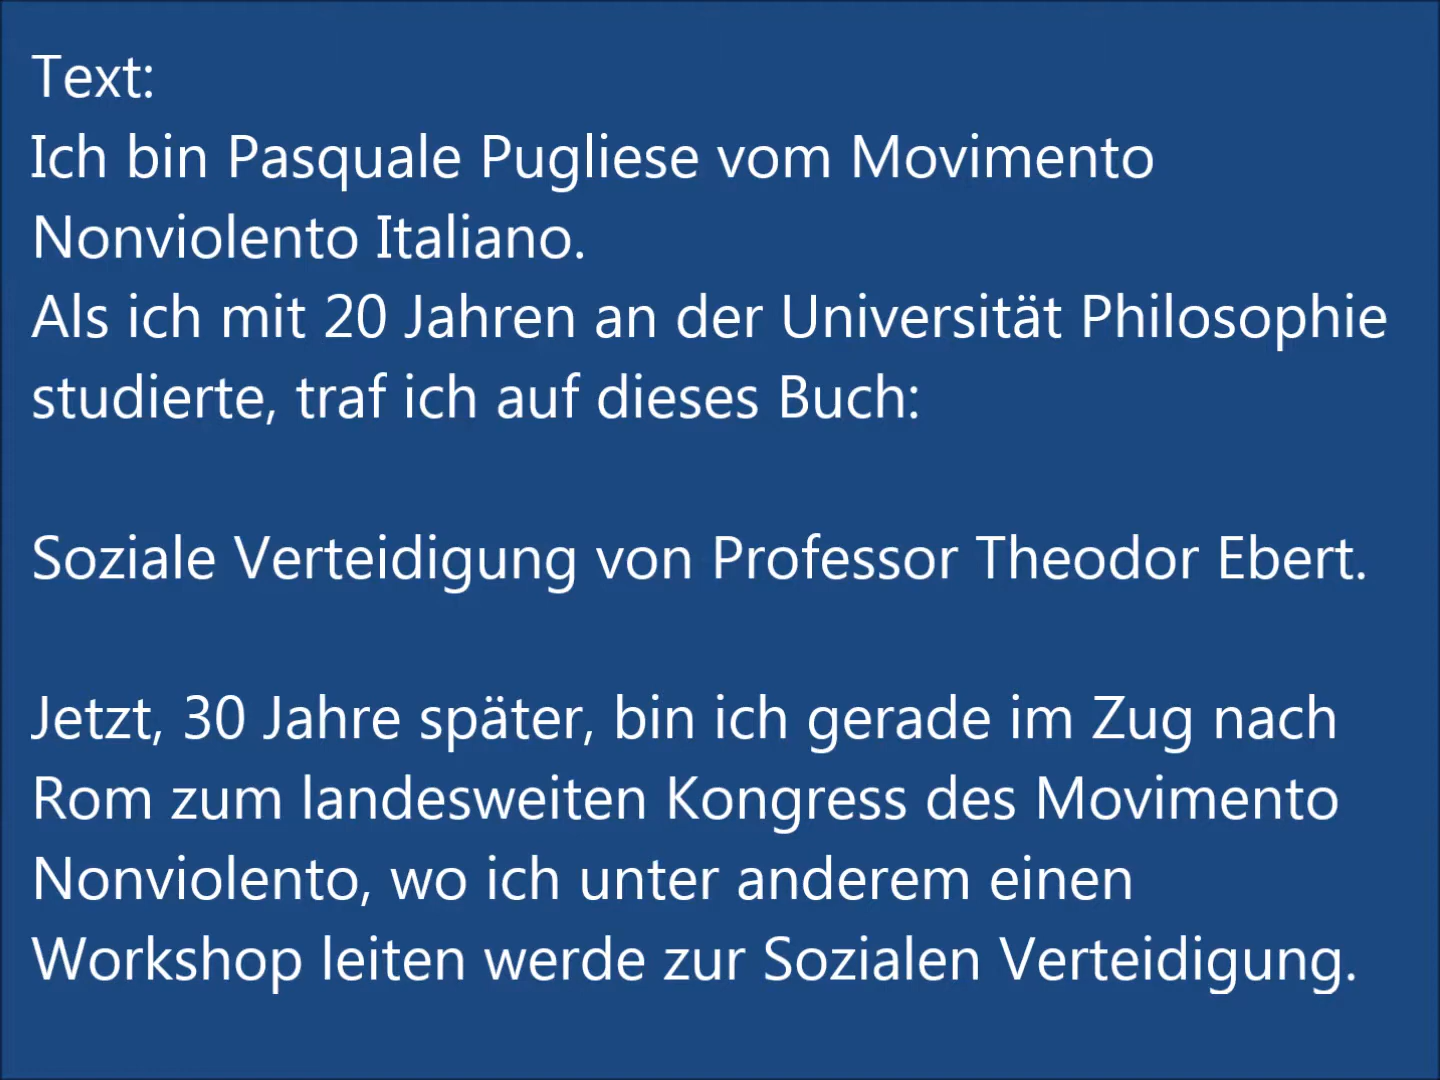 Text:
Ich bin Pasquale Pugliese vom Movimento
Nonviolento Italiano.
Als ich mit 20 Jahren an der Universität Philosophie
studierte, traf ich auf dieses Buch:
Soziale Verteidigung von Professor Theodor Ebert.
Jetzt, 30 Jahre später, bin ich gerade im Zug nach
Rom zum landesweiten Kongress des Movimento
Nonviolento, wo ich unter anderem einen
Workshop leiten werde zur Sozialen Verteidigung.